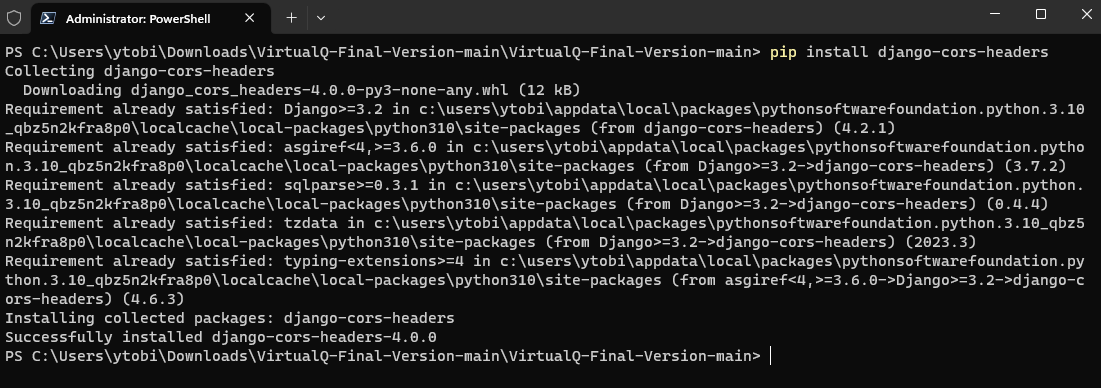 Administrator: PowerShell
PS C:\Users\ytobi\Downloads\VirtualQ-Final-Version-main\VirtualQ-Final-Version-main> pip install django-cors-headers
Collecting django-cors-headers
  Downloading django_cors_headers-4.0.0-py3-none-any.whl (12 kB)
Requirement already satisfied: Django>=3.2 in c:\users\ytobi\appdata\local\packages\pythonsoftwarefoundation.python.3.10
_qbz5n2kfra8p0\localcache\local-packages\python310\site-packages (from django-cors-headers) (4.2.1)
Requirement already satisfied: asgiref<4,>=3.6.0 in c:\users\ytobi\appdata\local\packages\pythonsoftwarefoundation.pytho
n.3.10_qbz5n2kfra8p0\localcache\local-packages\python310\site-packages (from Django>=3.2->django-cors-headers) (3.7.2)
Requirement already satisfied: sqlparse>=0.3.1 in c:\users\ytobi\appdata\local\packages\pythonsoftwarefoundation.python.
3.10_qbz5n2kfra8p0\localcache\local-packages\python310\site-packages (from Django>=3.2->django-cors-headers) (0.4.4)
Requirement already satisfied: tzdata in c:\users\ytobi\appdata\local\packages\pythonsoftwarefoundation.python.3.10_qbz5
n2kfra8p0\localcache\local-packages\python310\site-packages (from Django>=3.2->django-cors-headers) (2023.3)
Requirement already satisfied: typing-extensions>=4 in c:\users\ytobi\appdata\local\packages\pythonsoftwarefoundation.py
thon.3.10_qbz5n2kfra8p0\localcache\local-packages\python310\site-packages (from asgiref<4,>=3.6.0->Django>=3.2->django-c
ors-headers) (4.6.3)
Installing collected packages: django-cors-headers
Successfully installed django-cors-headers-4.0.0
PS C:\Users\ytobi\Downloads\VirtualQ-Final-Version-main\VirtualQ-Final-Version-main>